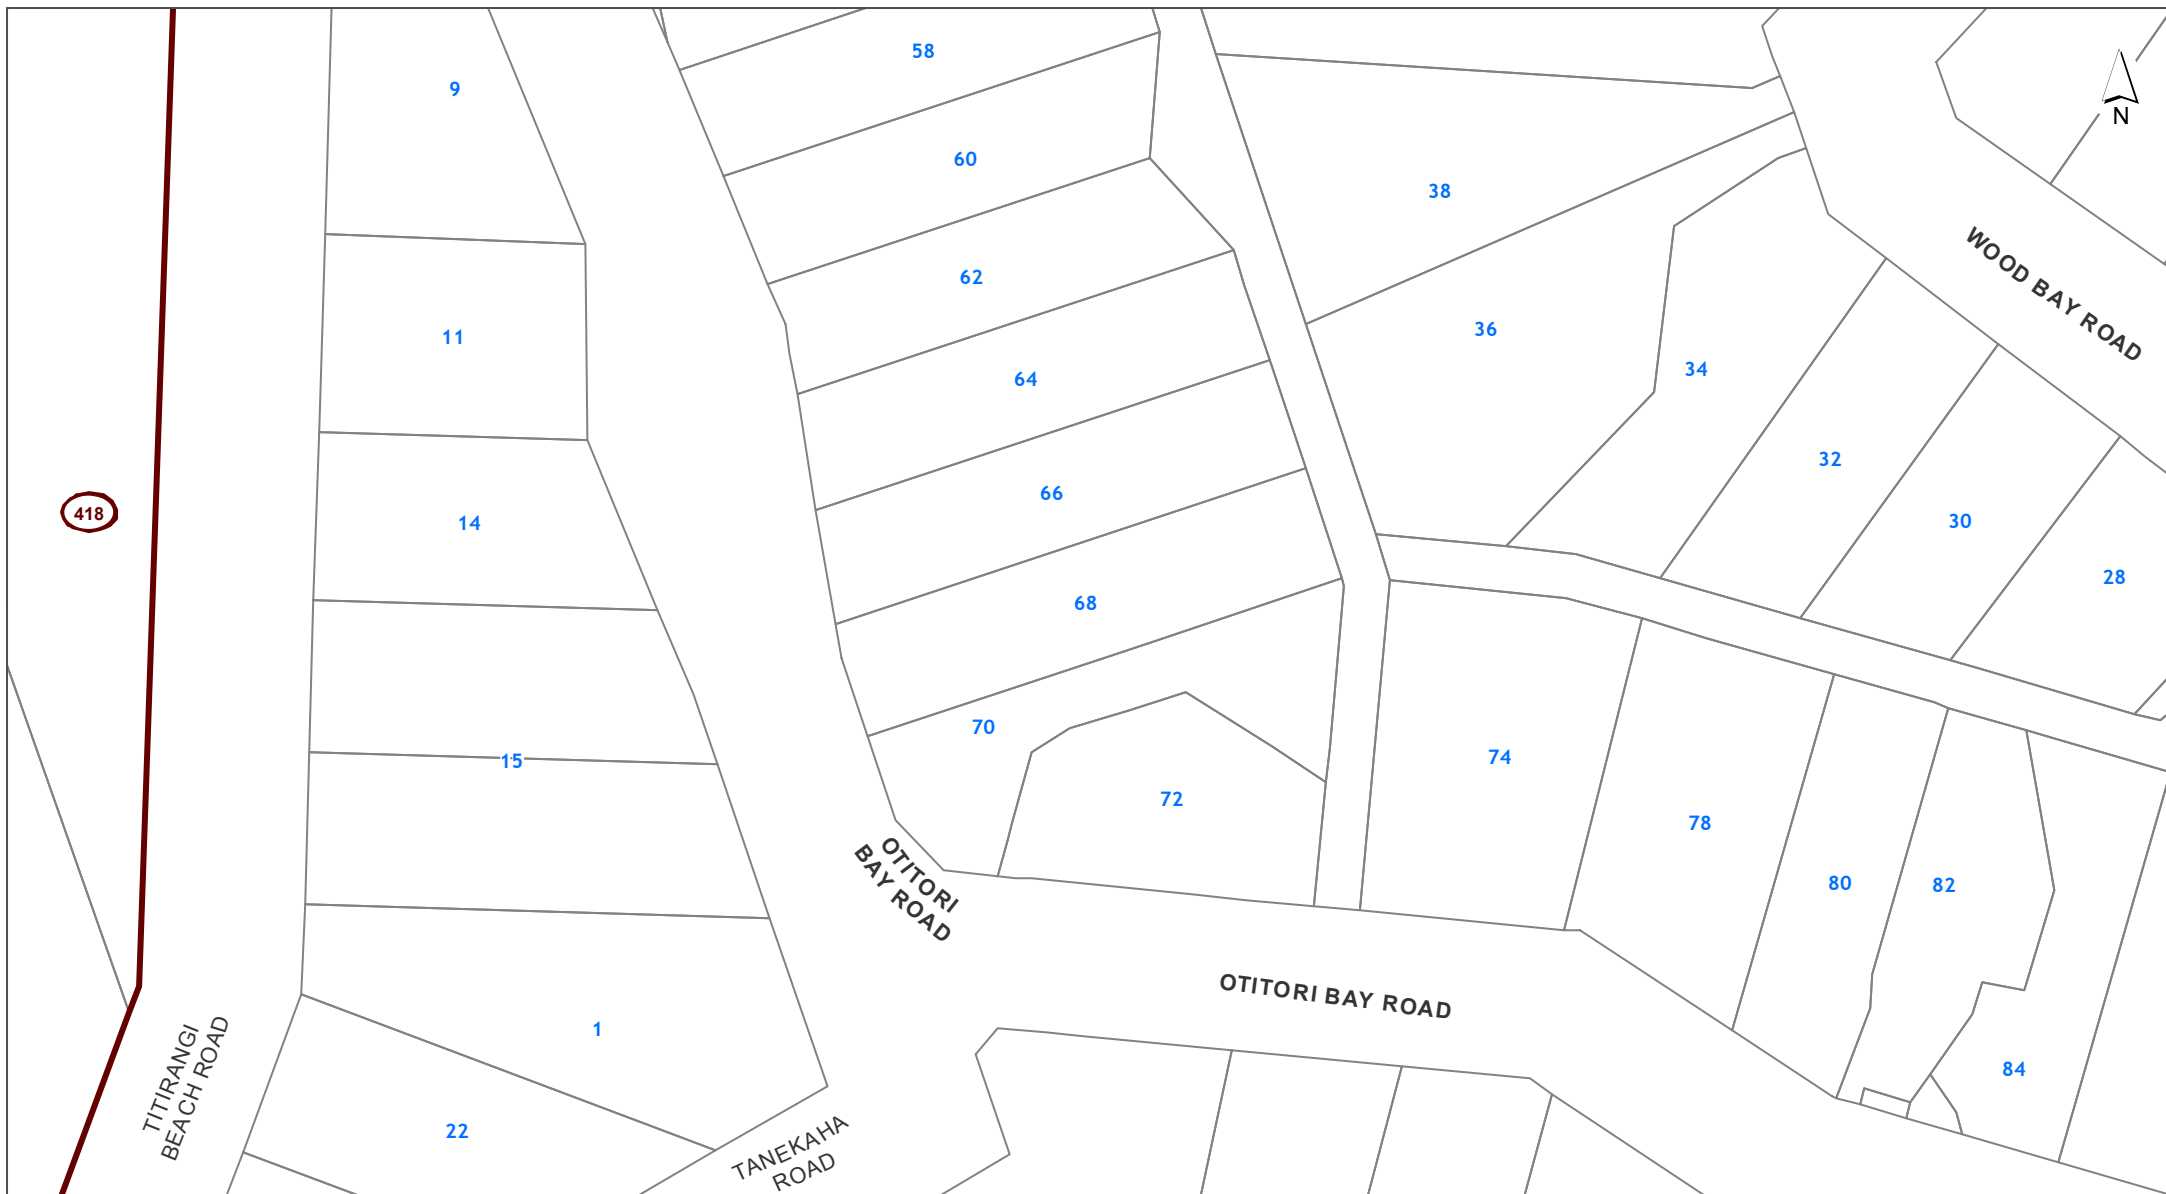 58
9
N
60
38
WOOD BAY ROAD
62
36
11
34
64
32
66
418
14
30
28
68
70
74
15
72
78
OTITORI
BAY ROAD
80
82
OTITORI BAY ROAD
1
84
TITIRANGI
BEACH ROAD
22
TANEKAHA
ROAD